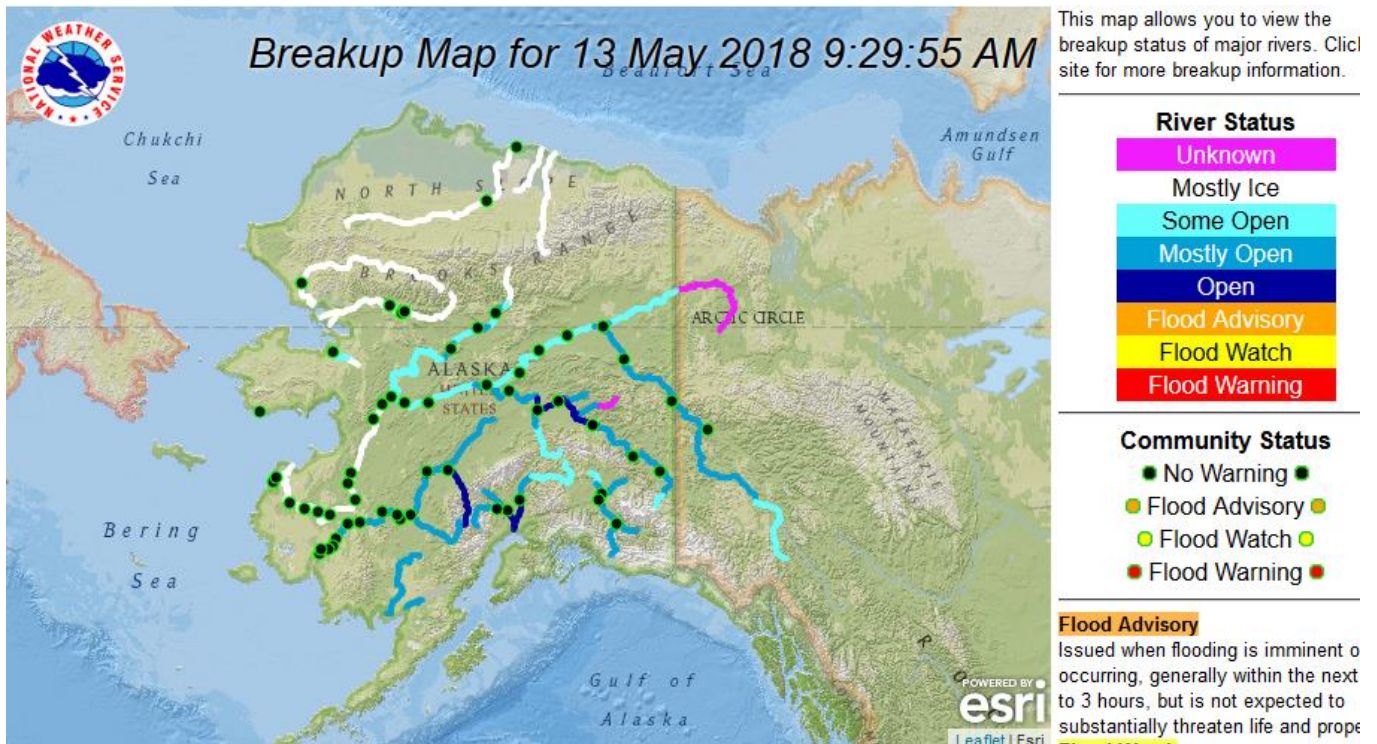 NATIONAL WEATHER SERVICE
Breakup Map for 13 May 2018 9:29:55 AM
Beaufort Sea
Chukchi
Sea
Amundsen
Gulf
NORTH SLOPE
BROOKS RANGE
ARCTIC CIRCLE
ALASKA
UNITED
STATES
MACKENZIE
MOUNTAINS
Bering
Sea
Gulf of
Alaska
R O
POWERED BY
esri
Leaflet | Esri
This map allows you to view the
breakup status of major rivers. Clic
site for more breakup information.
River Status
Unknown
Mostly Ice
Some Open
Mostly Open
Open
Flood Advisory
Flood Watch
Flood Warning
Community Status
No Warning
Flood Advisory
Flood Watch
Flood Warning
Flood Advisory
Issued when flooding is imminent o
occurring, generally within the next
to 3 hours, but is not expected to
substantially threaten life and prope